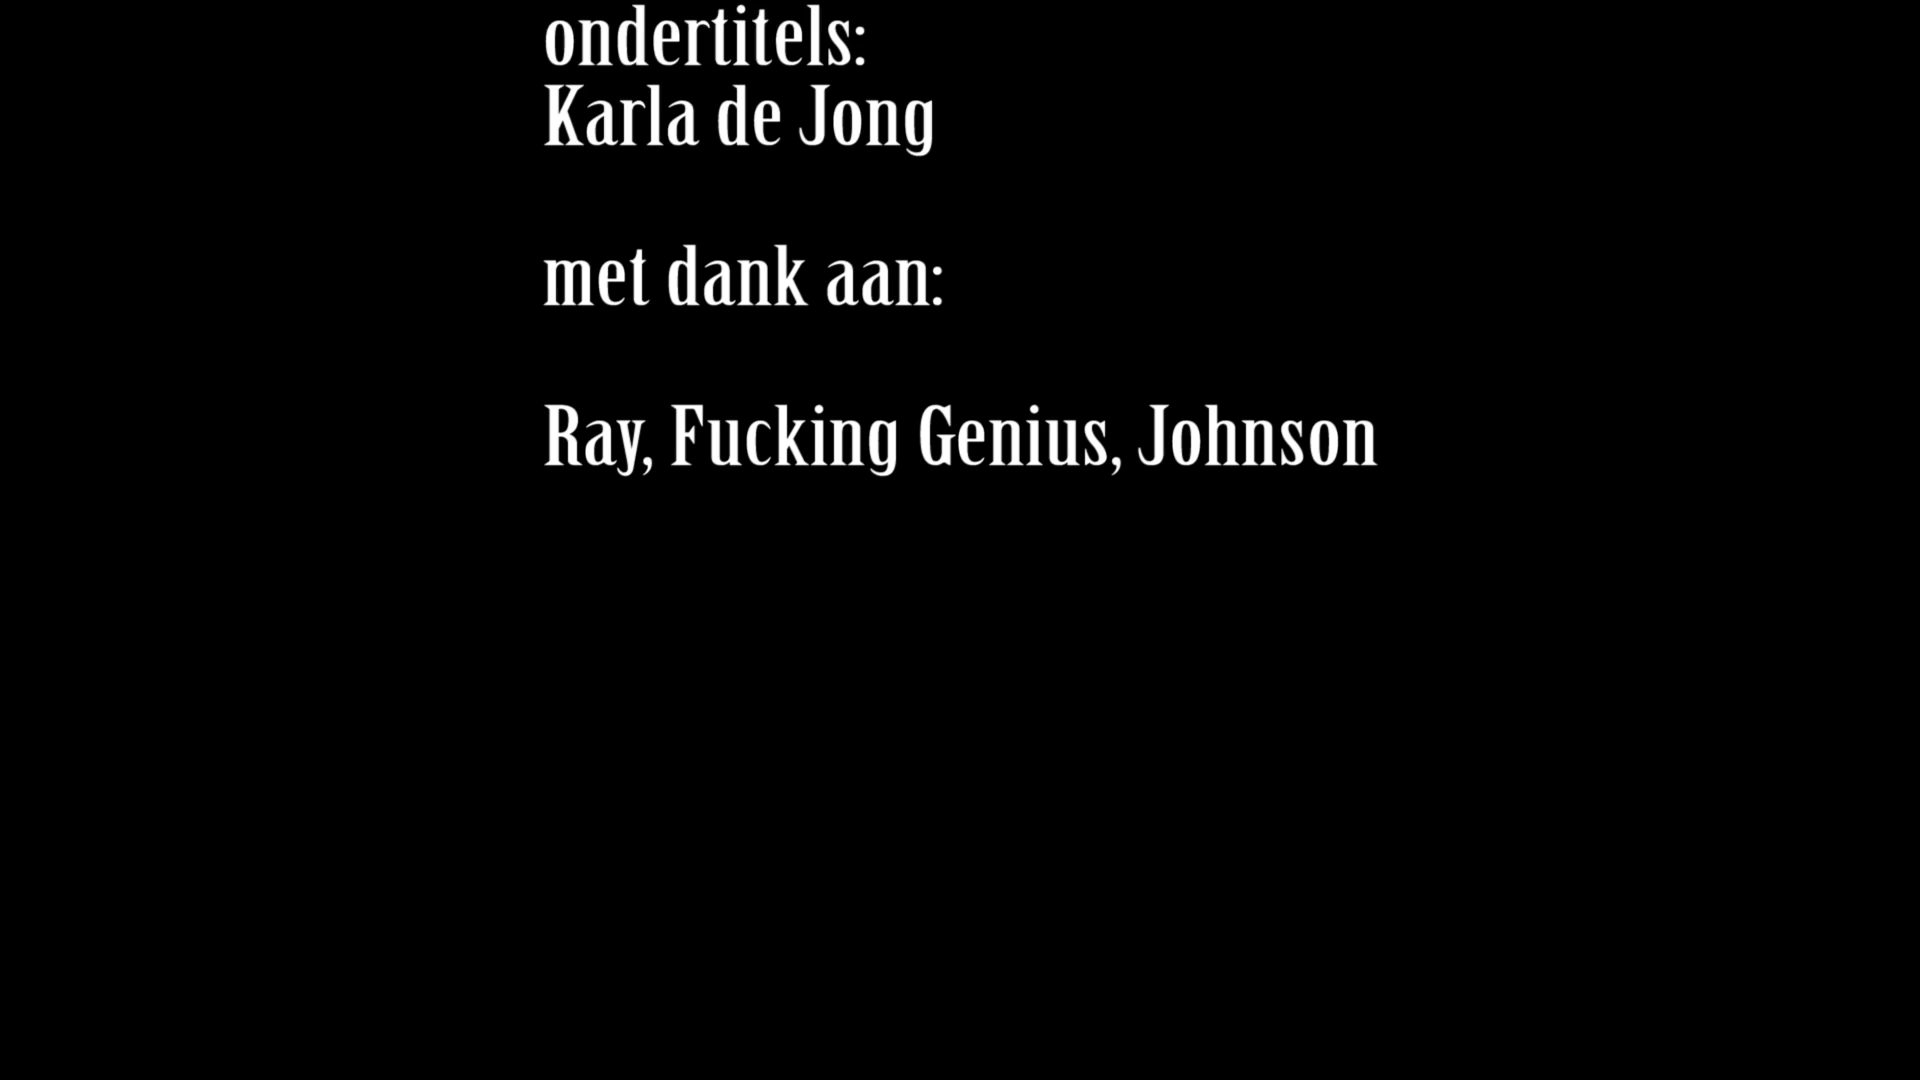 ondertitels:
Karla de Jong
met dank aan:
Ray, Fucking Genius, Johnson